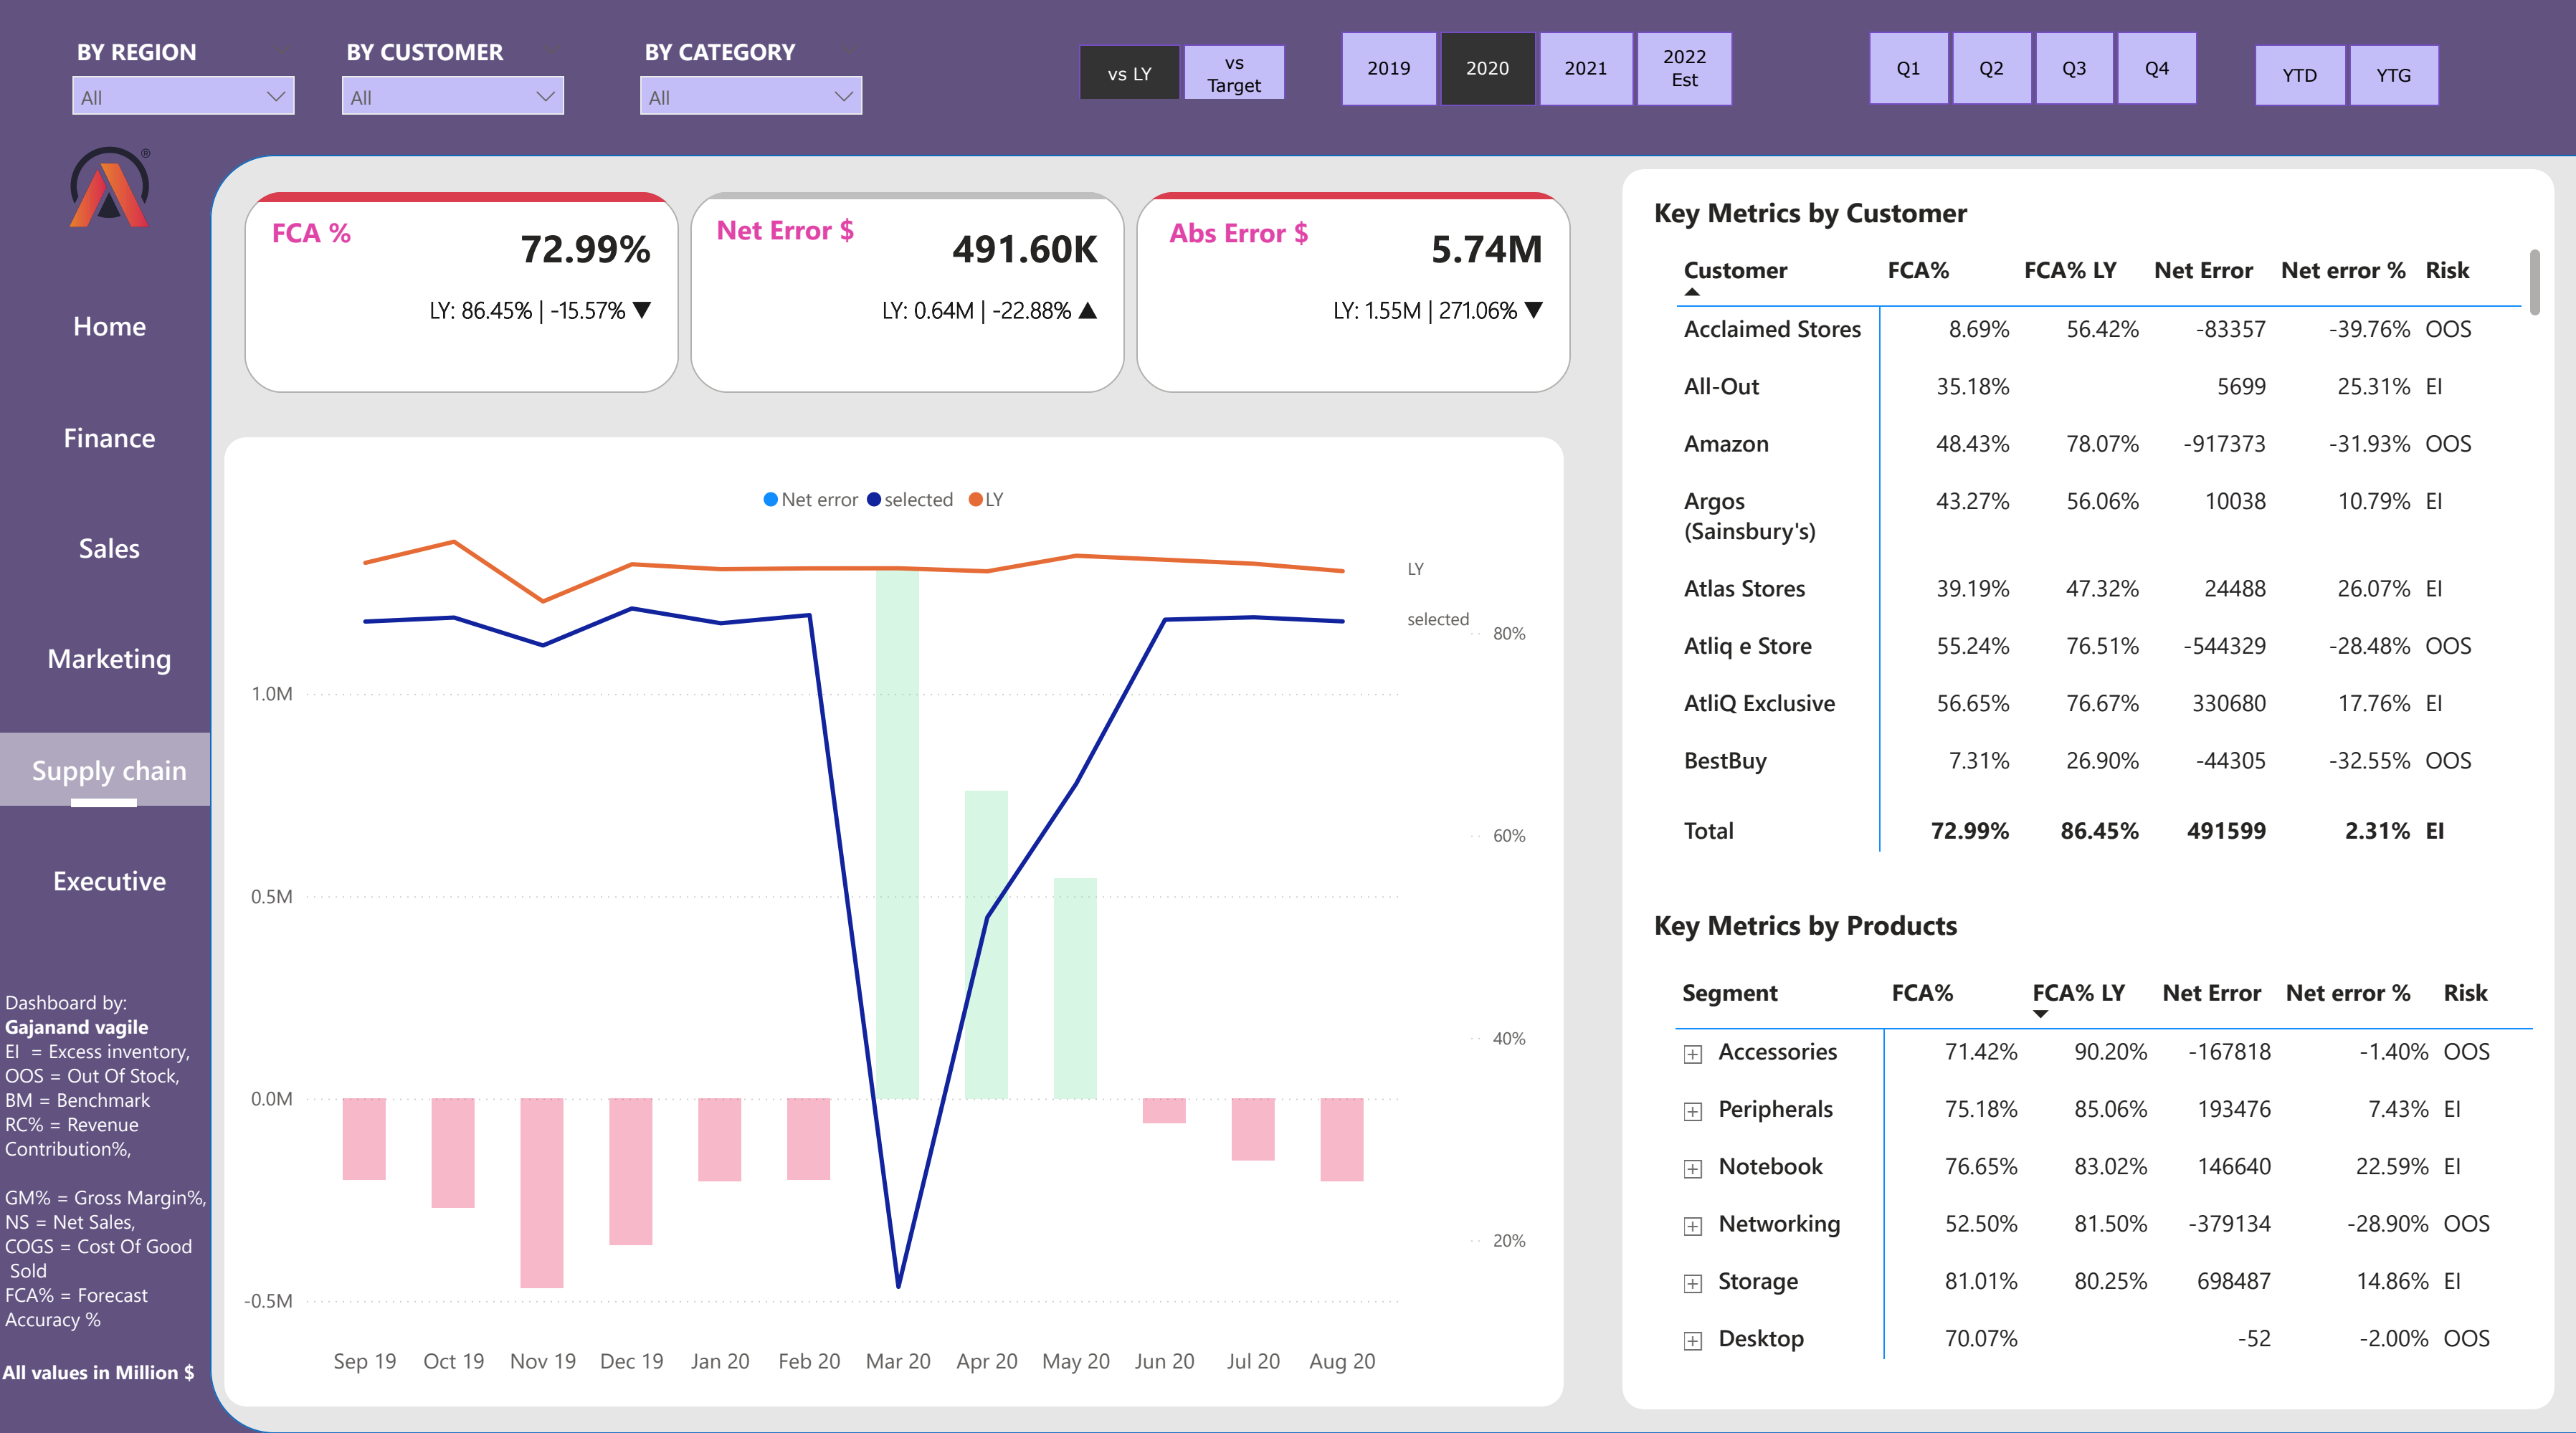 BY REGION
All
BY CUSTOMER
All
BY CATEGORY
All
vs LY
vs
Target
2019
2020
2021
2022
Est
Q1
Q2
Q3
Q4
YTD
YTG
®
Home
Finance
Sales
Marketing
Supply chain
Executive
Dashboard by:
Gajanand vagile
EI = Excess inventory,
OOS = Out Of Stock,
BM = Benchmark
RC% = Revenue
Contribution%,
GM% = Gross Margin%,
NS = Net Sales,
COGS = Cost Of Good
Sold
FCA% = Forecast
Accuracy %
All values in Million $
FCA %
72.99%
LY: 86.45% | -15.57% ▼
Net Error $
491.60K
LY: 0.64M | -22.88% ▲
Abs Error $
5.74M
LY: 1.55M | 271.06% ▼
Net error selected LY
LY
selected
80%
60%
40%
20%
1.0M
0.5M
0.0M
-0.5M
Sep 19 Oct 19 Nov 19 Dec 19 Jan 20 Feb 20 Mar 20 Apr 20 May 20 Jun 20 Jul 20 Aug 20
Key Metrics by Customer
Customer FCA% FCA% LY Net Error Net error % Risk
Acclaimed Stores 8.69% 56.42% -83357 -39.76% OOS
All-Out 35.18% 5699 25.31% EI
Amazon 48.43% 78.07% -917373 -31.93% OOS
Argos 43.27% 56.06% 10038 10.79% EI
(Sainsbury's)
Atlas Stores 39.19% 47.32% 24488 26.07% EI
Atliq e Store 55.24% 76.51% -544329 -28.48% OOS
AtliQ Exclusive 56.65% 76.67% 330680 17.76% EI
BestBuy 7.31% 26.90% -44305 -32.55% OOS
Total 72.99% 86.45% 491599 2.31% EI
Key Metrics by Products
Segment FCA% FCA% LY Net Error Net error % Risk
Accessories 71.42% 90.20% -167818 -1.40% OOS
Peripherals 75.18% 85.06% 193476 7.43% EI
Notebook 76.65% 83.02% 146640 22.59% EI
Networking 52.50% 81.50% -379134 -28.90% OOS
Storage 81.01% 80.25% 698487 14.86% EI
Desktop 70.07% -52 -2.00% OOS